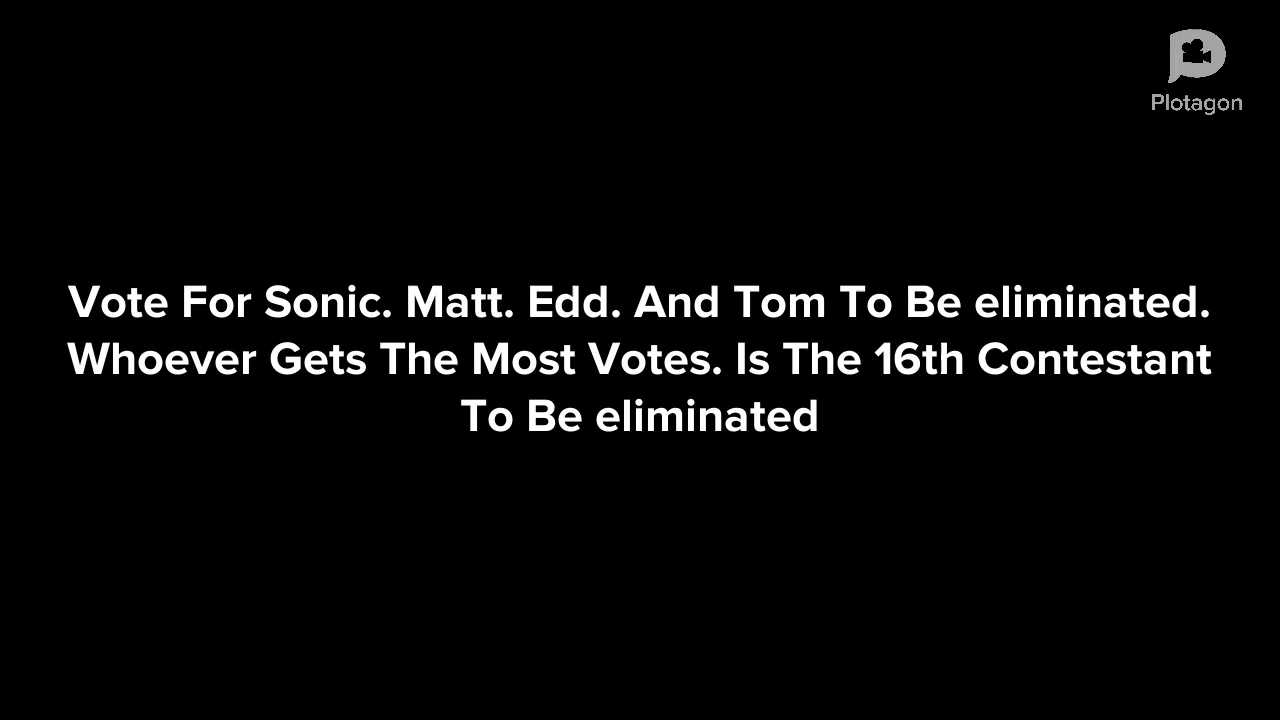 Plotagon
Vote For Sonic. Matt. Edd. And Tom To Be eliminated.
Whoever Gets The Most Votes. Is The 16th Contestant
To Be eliminated